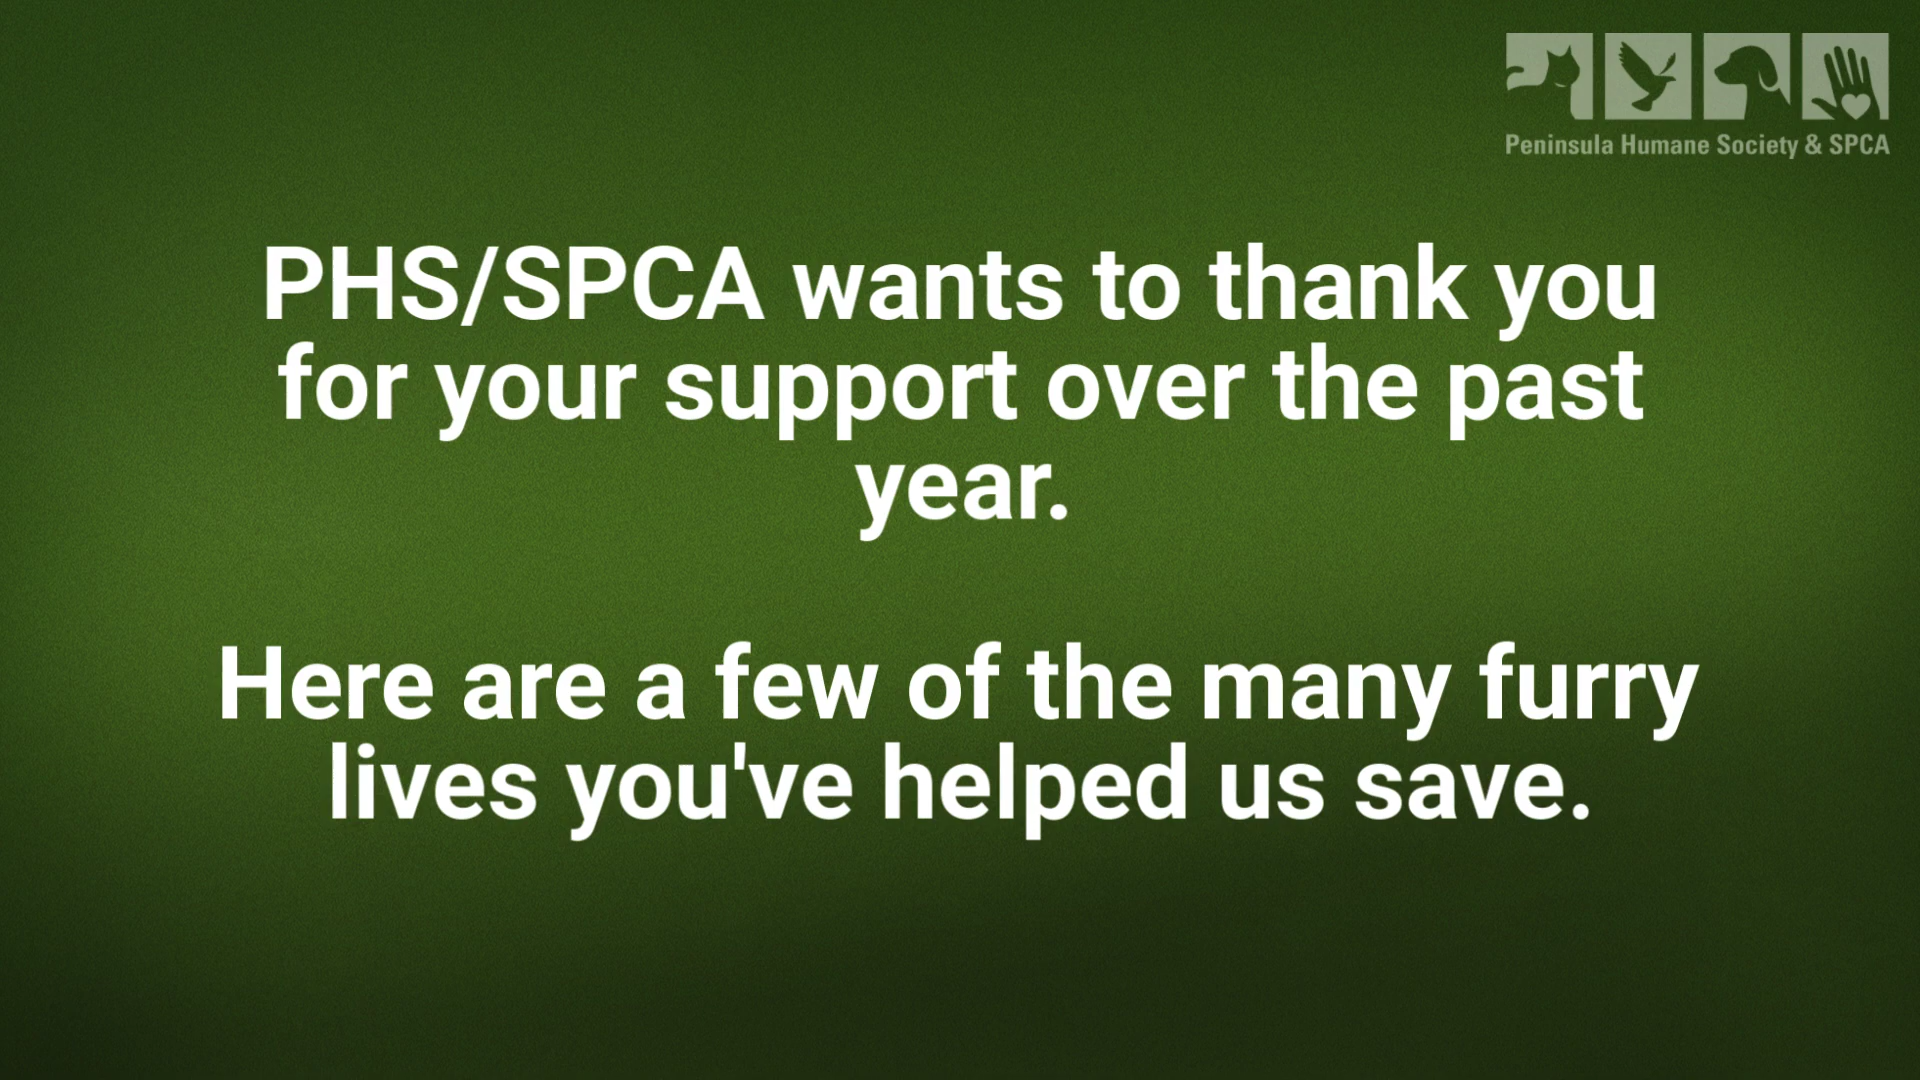 Peninsula Humane Society & SPCA
PHS/SPCA wants to thank you
for your support over the past
year.
Here are a few of the many furry
lives you've helped us save.